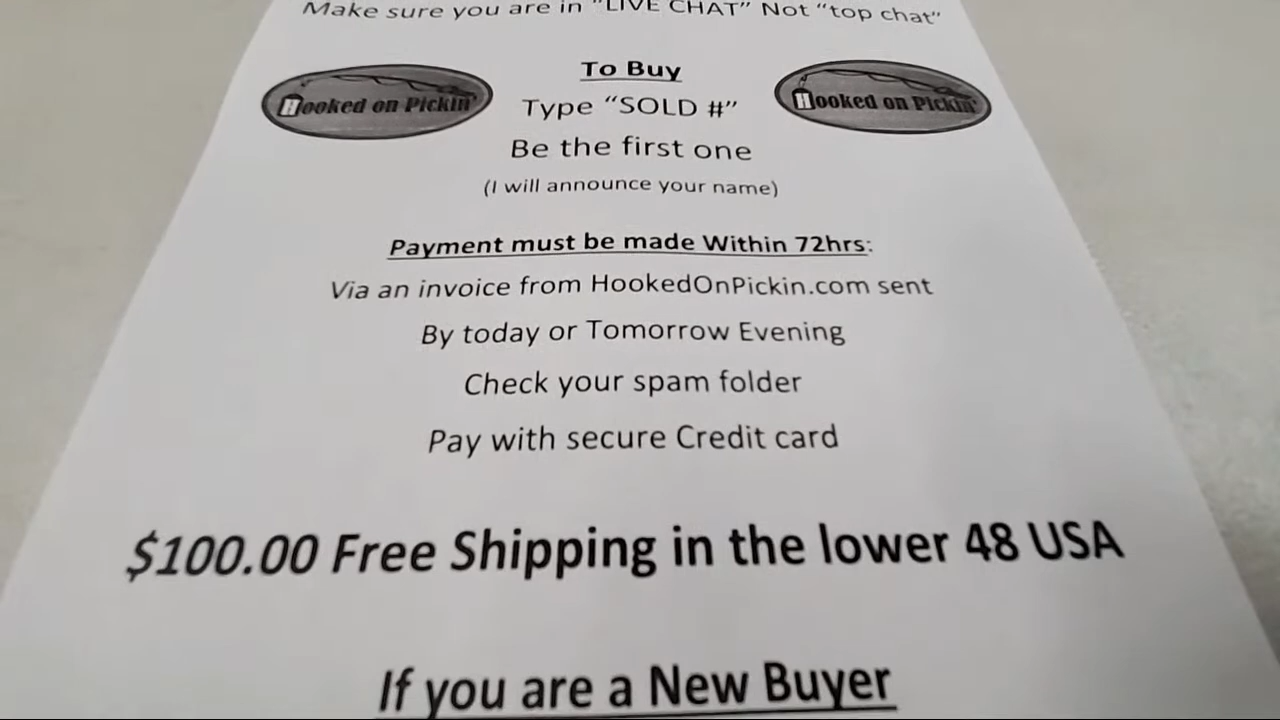 Make sure you are in "LIVE CHAT" Not "top chat"
Hooked on Pickin'
To Buy
Hooked on Pickin'
Type "SOLD #"
Be the first one
(I will announce your name)
Payment must be made Within 72hrs:
Via an invoice from HookedOnPickin.com sent
By today or Tomorrow Evening
Check your spam folder
Pay with secure Credit card
$100.00 Free Shipping in the lower 48 USA
If you are a New Buyer